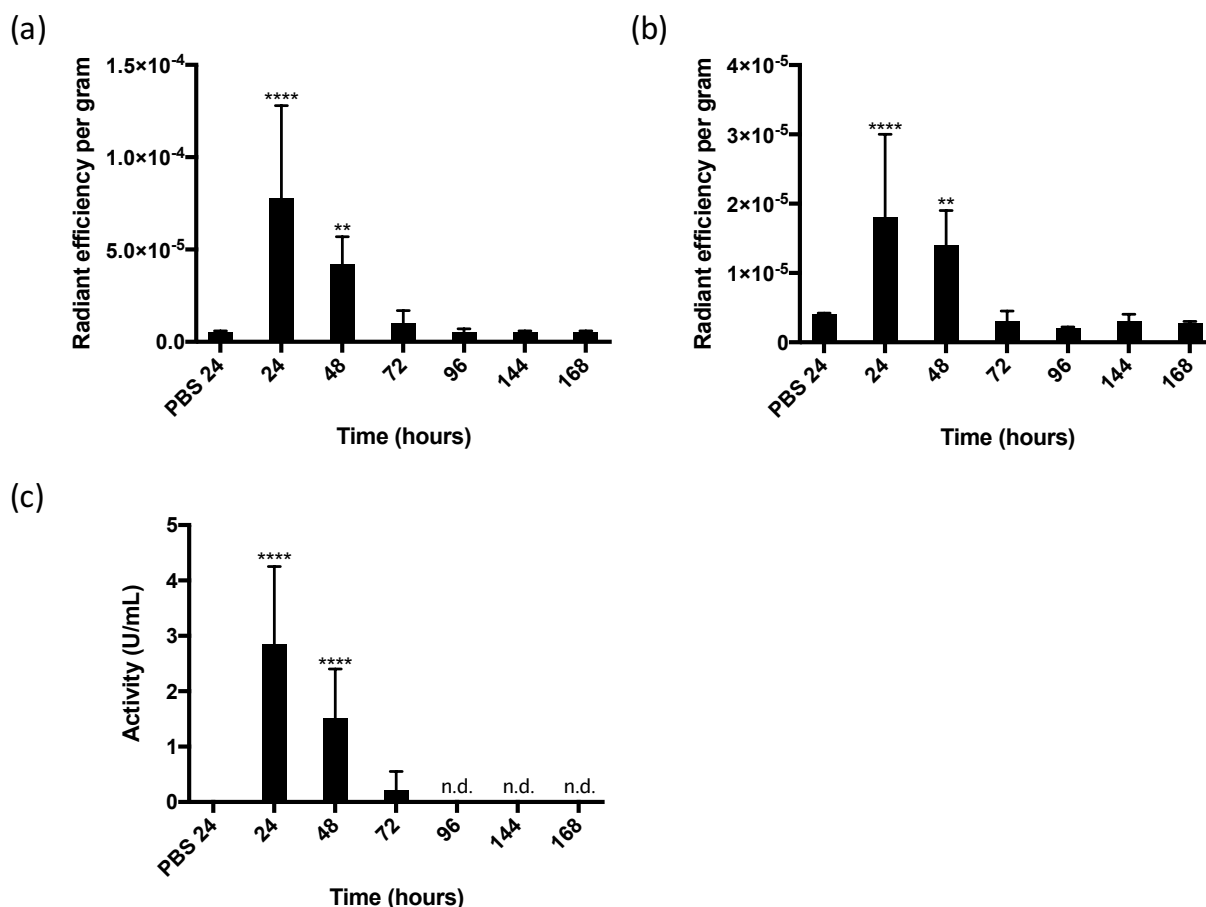 (a)
Radiant efficiency per gram
1.5×10⁻⁴
1.0×10⁻⁴
5.0×10⁻⁵
0.0
****
**
PBS 24
24
48
72
96
144
168
Time (hours)
(b)
Radiant efficiency per gram
4×10⁻⁵
3×10⁻⁵
2×10⁻⁵
1×10⁻⁵
0
****
**
PBS 24
24
48
72
96
144
168
Time (hours)
(c)
Activity (U/mL)
5
4
3
2
1
0
****
****
n.d.
n.d.
n.d.
PBS 24
24
48
72
96
144
168
Time (hours)